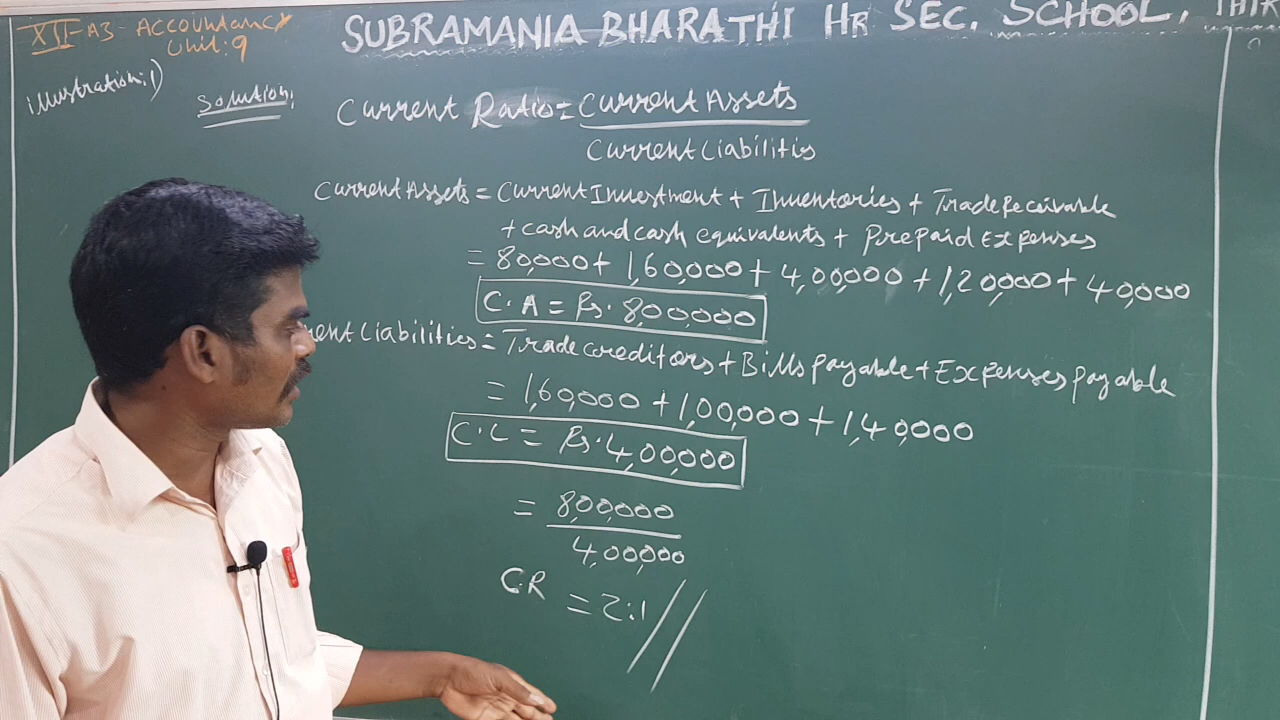 XII-A3-Accountancy
Unit:9
SUBRAMANIA BHARATHI HR SEC. SCHOOL,
illustration:1)
Solution:
Current Ratio = Current Assets
Current Liabilities
Current Assets = Current Investment + Inventories + Trade Receivable
+ cash and cash equivalents + Prepaid Expenses
= 80,000 + 1,60,000 + 4,00,000 + 1,20,000 + 40,000
C.A = Rs. 8,00,000
Liabilities = Trade creditors + Bills payable + Expenses payable
= 1,60,000 + 1,00,000 + 1,40,000
C.L = Rs. 4,00,000
= 8,00,000
4,00,000
C.R = 2:1